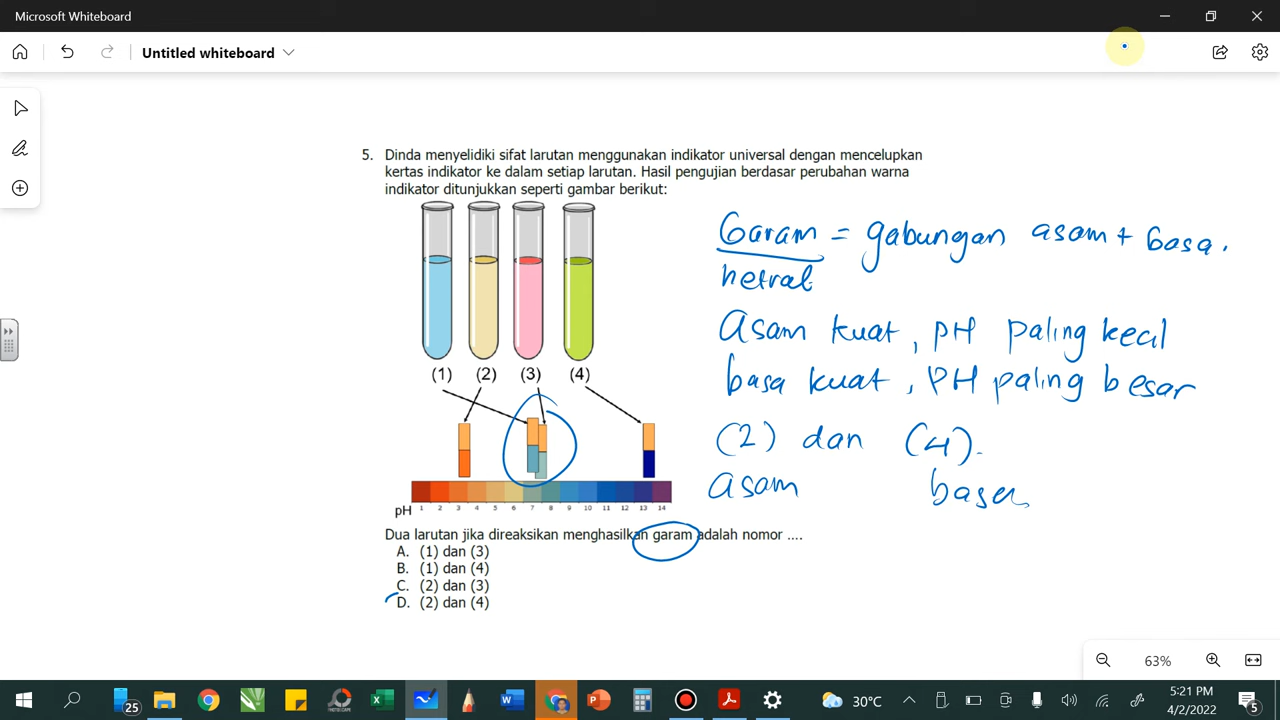 Microsoft Whiteboard
Untitled whiteboard
5. Dinda menyelidiki sifat larutan menggunakan indikator universal dengan mencelupkan
kertas indikator ke dalam setiap larutan. Hasil pengujian berdasar perubahan warna
indikator ditunjukkan seperti gambar berikut:
(1) (2) (3) (4)
pH 1 2 3 4 5 6 7 8 9 10 11 12 13 14
Dua larutan jika direaksikan menghasilkan garam adalah nomor ....
A. (1) dan (3)
B. (1) dan (4)
C. (2) dan (3)
D. (2) dan (4)
Garam = gabungan asam + basa.
netral
Asam kuat, pH paling kecil
basa kuat, pH paling besar
(2) dan (4).
asam basa
63%
25
30°C
5:21 PM
4/2/2022
5